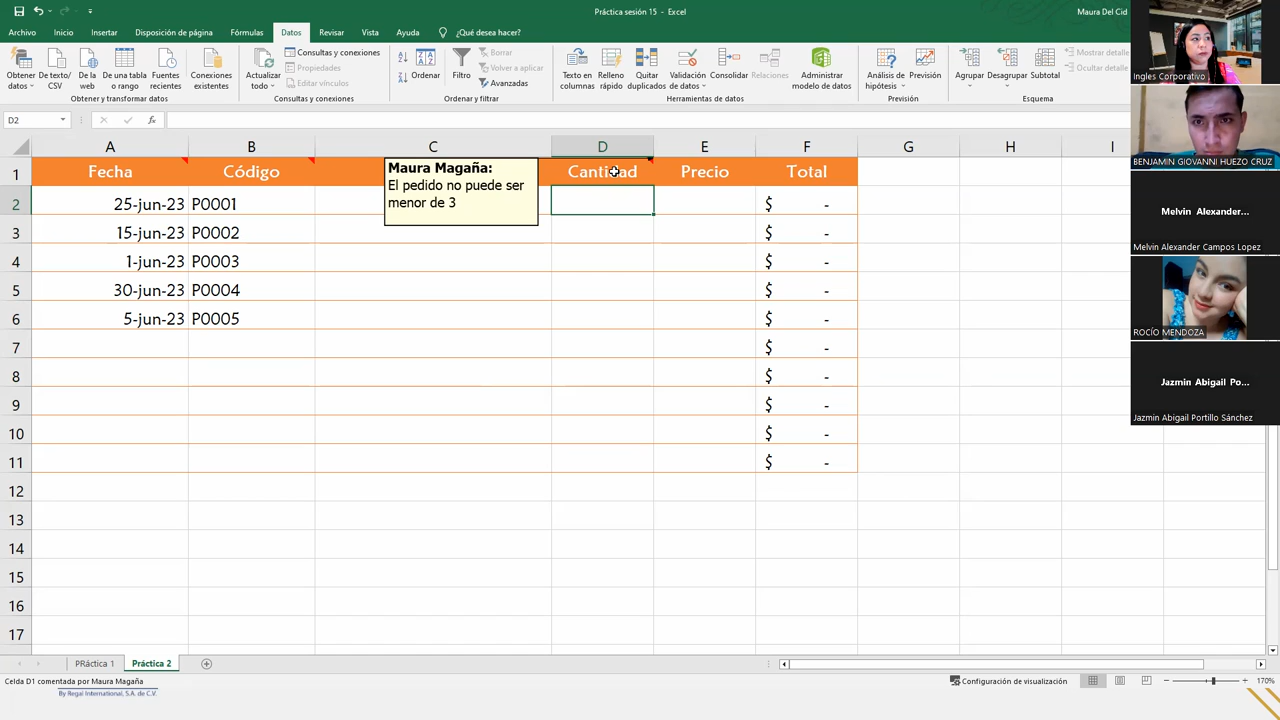 Práctica sesión 15 - Excel
Maura Del Cid
Archivo Inicio Insertar Disposición de página Fórmulas Datos Revisar Vista Ayuda ¿Qué desea hacer?
Obtener datos
De texto/CSV
De la web
De una tabla o rango
Fuentes recientes
Conexiones existentes
Obtener y transformar datos
Actualizar todo
Consultas y conexiones
Propiedades
Editar vínculos
Consultas y conexiones
Ordenar
Filtro
Borrar
Volver a aplicar
Avanzadas
Ordenar y filtrar
Texto en columnas
Relleno rápido
Quitar duplicados
Validación de datos
Consolidar
Relaciones
Administrar modelo de datos
Herramientas de datos
Análisis de hipótesis
Previsión
Previsión
Agrupar
Desagrupar
Subtotal
Mostrar detalle
Ocultar detalle
Esquema
D2
fx
A B C D E F G H I
1 Fecha Código Cantidad Precio Total
Maura Magaña:
El pedido no puede ser
menor de 3
2 25-jun-23 P0001 $ -
3 15-jun-23 P0002 $ -
4 1-jun-23 P0003 $ -
5 30-jun-23 P0004 $ -
6 5-jun-23 P0005 $ -
7 $ -
8 $ -
9 $ -
10 $ -
11 $ -
12
13
14
15
16
17
PRáctica 1 Práctica 2
Celda D1 comentada por Maura Magaña
Configuración de visualización
170%
By Regal International, S.A. de C.V.
Ingles Corporativo
BENJAMIN GIOVANNI HUEZO CRUZ
Melvin Alexander...
Melvin Alexander Campos Lopez
ROCÍO MENDOZA
Jazmin Abigail Po...
Jazmin Abigail Portillo Sánchez